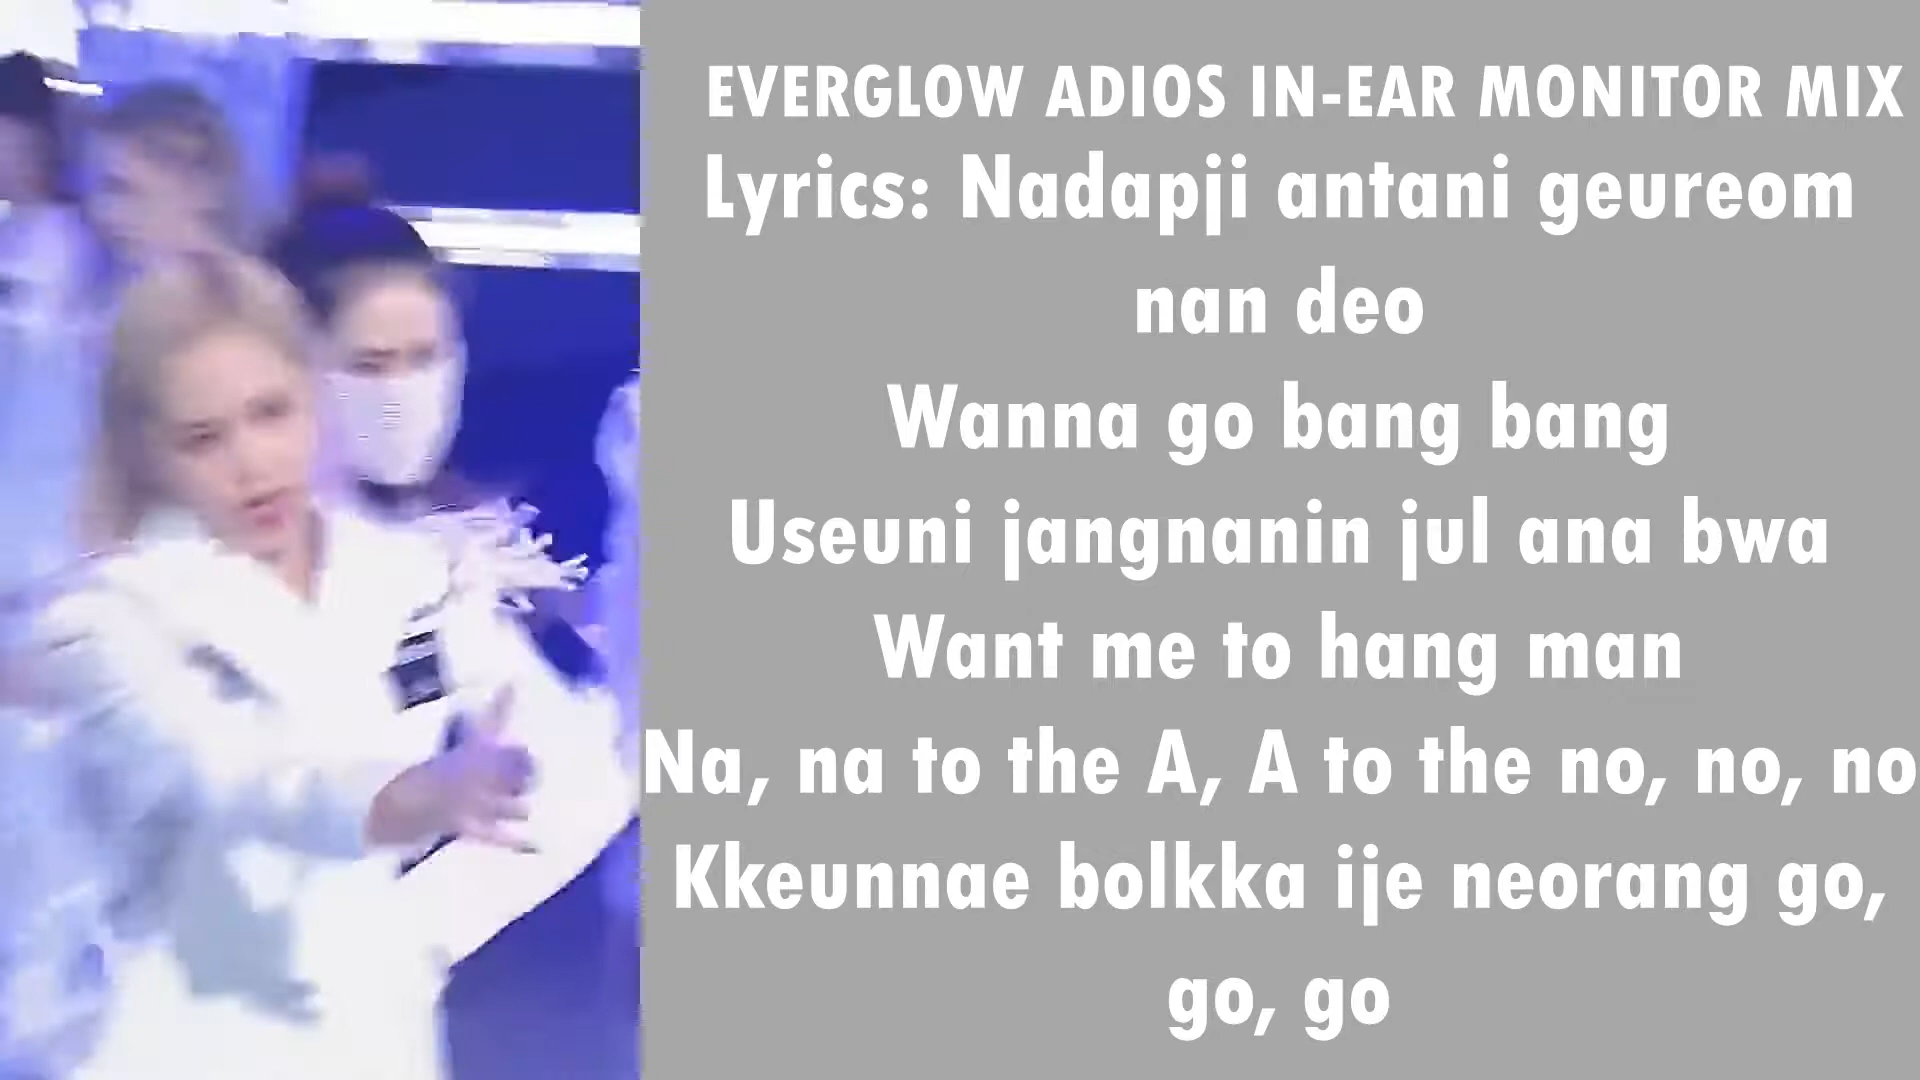 EVERGLOW ADIOS IN-EAR MONITOR MIX
Lyrics: Nadapji antani geureom
nan deo
Wanna go bang bang
Useuni jangnanin jul ana bwa
Want me to hang man
Na, na to the A, A to the no, no, no
Kkeunnae bolkka ije neorang go,
go, go